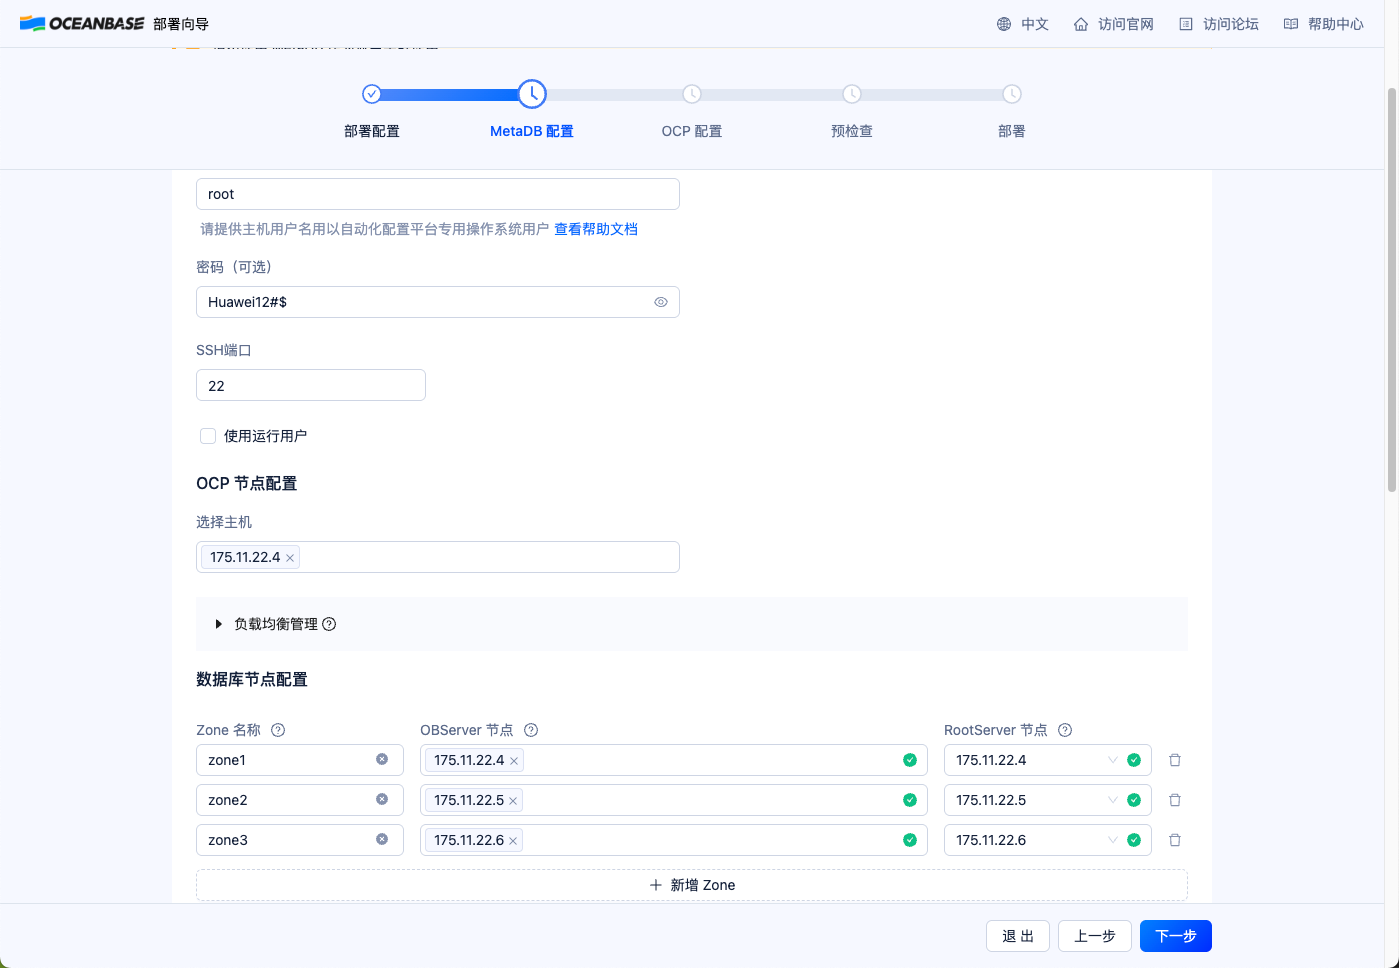 OCEANBASE 部署向导
中文 访问官网 访问论坛 帮助中心
部署配置 MetaDB 配置 OCP 配置 预检查 部署
root
请提供主机用户名用以自动化配置平台专用操作系统用户 查看帮助文档
密码（可选）
Huawei12#$
SSH端口
22
使用运行用户
OCP 节点配置
选择主机
175.11.22.4
负载均衡管理
数据库节点配置
Zone 名称 OBServer 节点 RootServer 节点
zone1 175.11.22.4 175.11.22.4
zone2 175.11.22.5 175.11.22.5
zone3 175.11.22.6 175.11.22.6
新增 Zone
退 出 上一步 下一步